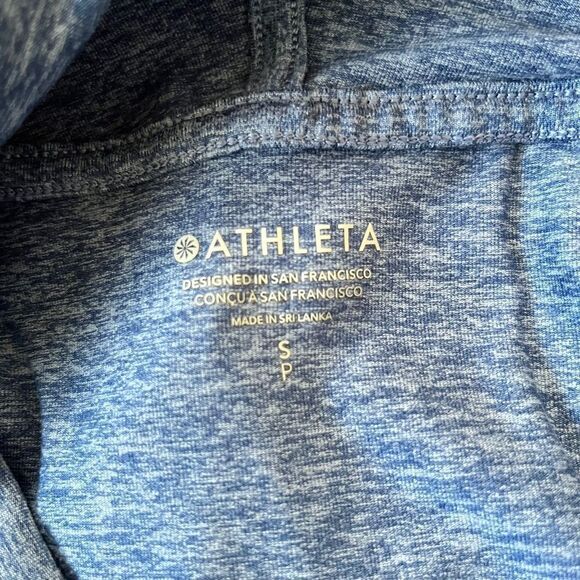 ATHLETA
DESIGNED IN SAN FRANCISCO
CONÇU À SAN FRANCISCO
MADE IN SRI LANKA
S
P